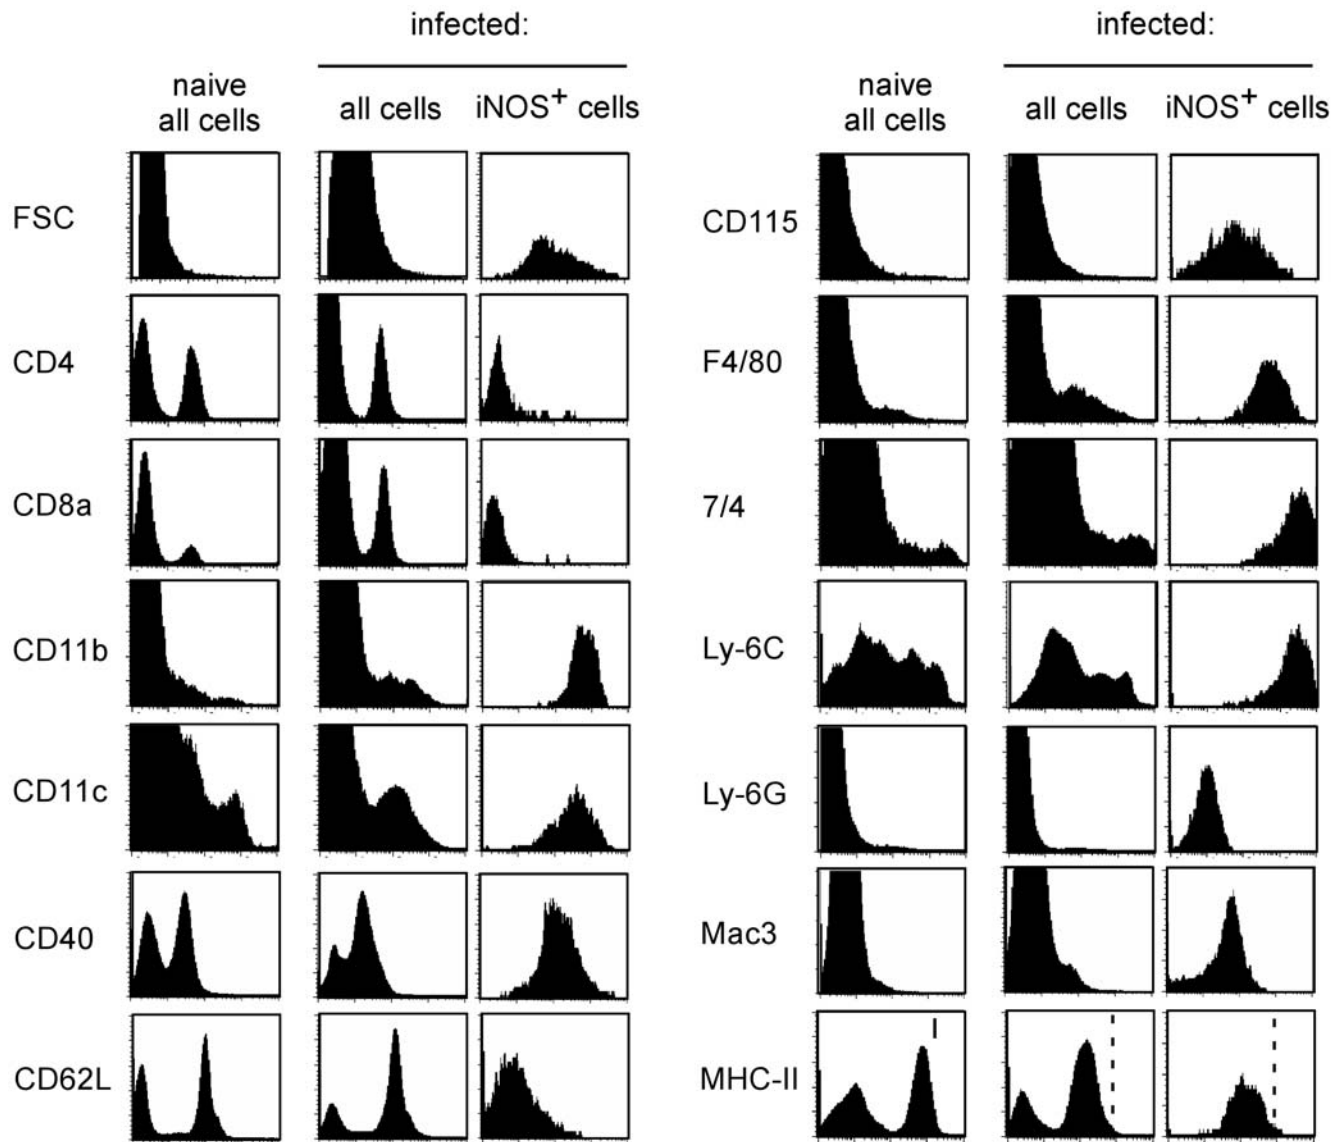 infected:
infected:
naive
all cells
all cells
iNOS+ cells
naive
all cells
all cells
iNOS+ cells
FSC
CD4
CD8a
CD11b
CD11c
CD40
CD62L
CD115
F4/80
7/4
Ly-6C
Ly-6G
Mac3
MHC-II